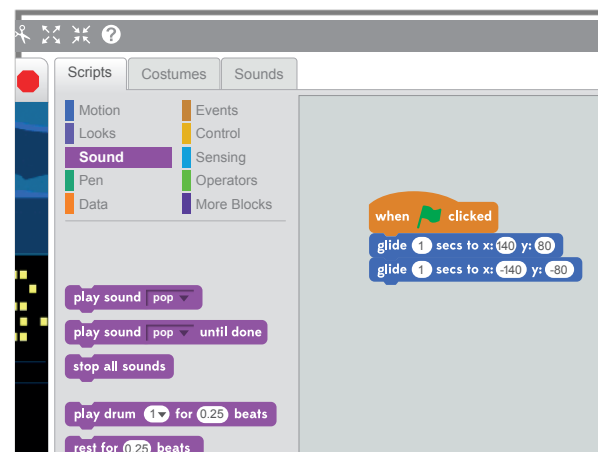 ?
Scripts Costumes Sounds
Motion Events
Looks Control
Sound Sensing
Pen Operators
Data More Blocks
when clicked
glide 1 secs to x: 140 y: 80
glide 1 secs to x: -140 y: -80
play sound pop
play sound pop until done
stop all sounds
play drum 1 for 0.25 beats
rest for 0.25 beats